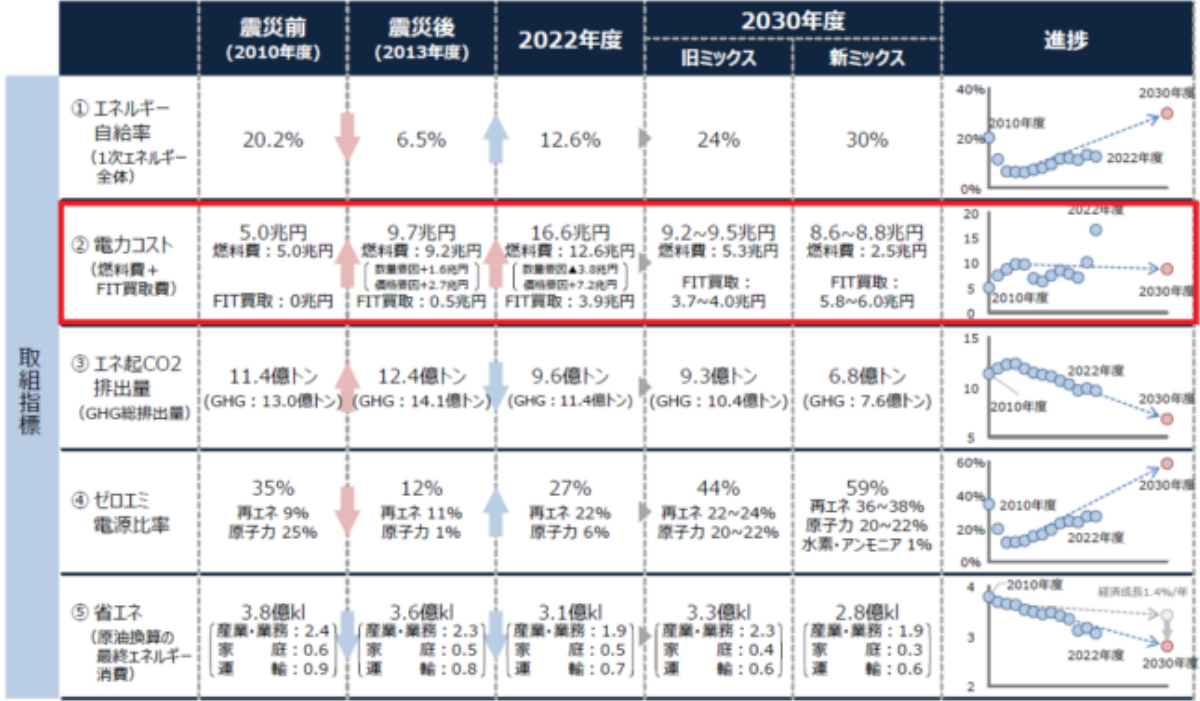 震災前
(2010年度)
震災後
(2013年度)
2022年度
2030年度
旧ミックス
新ミックス
進捗
取組指標
① エネルギー
自給率
(1次エネルギー
全体)
20.2%
6.5%
12.6%
24%
30%
40%
20%
0%
2010年度
2022年度
2030年度
② 電力コスト
(燃料費+
FIT買取費)
5.0兆円
燃料費：5.0兆円
FIT買取：0兆円
9.7兆円
燃料費：9.2兆円
数量要因+1.6兆円
価格要因+2.7兆円
FIT買取：0.5兆円
16.6兆円
燃料費：12.6兆円
数量要因▲3.8兆円
価格要因+7.2兆円
FIT買取：3.9兆円
9.2~9.5兆円
燃料費：5.3兆円
FIT買取：
3.7~4.0兆円
8.6~8.8兆円
燃料費：2.5兆円
FIT買取：
5.8~6.0兆円
20
15
10
5
0
2022年度
2010年度
2030年度
③ エネ起CO2
排出量
(GHG総排出量)
11.4億トン
(GHG：13.0億トン)
12.4億トン
(GHG：14.1億トン)
9.6億トン
(GHG：11.4億トン)
9.3億トン
(GHG：10.4億トン)
6.8億トン
(GHG：7.6億トン)
15
10
5
2022年度
2010年度
2030年度
④ ゼロエミ
電源比率
35%
再エネ 9%
原子力 25%
12%
再エネ 11%
原子力 1%
27%
再エネ 22%
原子力 6%
44%
再エネ 22~24%
原子力 20~22%
59%
再エネ 36~38%
原子力 20~22%
水素・アンモニア 1%
60%
40%
20%
0%
2030年度
2010年度
2022年度
⑤ 省エネ
(原油換算の
最終エネルギー
消費)
3.8億kl
産業・業務：2.4
家　　庭：0.6
運　　輸：0.9
3.6億kl
産業・業務：2.3
家　　庭：0.5
運　　輸：0.8
3.1億kl
産業・業務：1.9
家　　庭：0.5
運　　輸：0.7
3.3億kl
産業・業務：2.3
家　　庭：0.4
運　　輸：0.6
2.8億kl
産業・業務：1.9
家　　庭：0.3
運　　輸：0.6
4
3
2
2010年度
経済成長1.4%/年
2022年度
2030年度